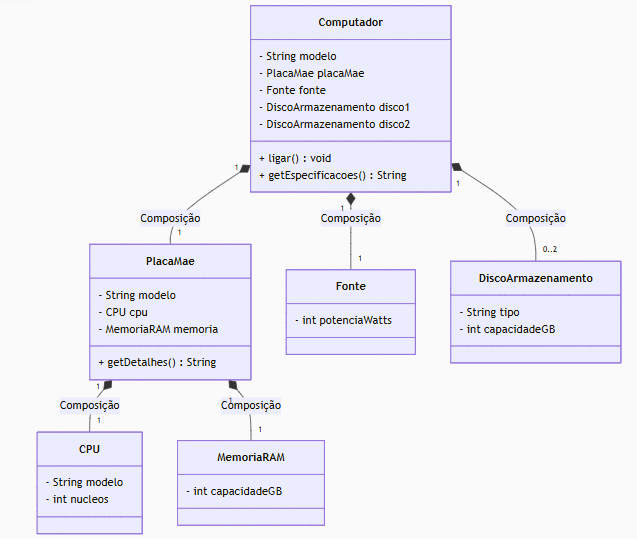 Computador
- String modelo
- PlacaMae placaMae
- Fonte fonte
- DiscoArmazenamento disco1
- DiscoArmazenamento disco2
+ ligar() : void
+ getEspecificacoes() : String
1
1
1
Composição
Composição
Composição
1
1
0..2
PlacaMae
- String modelo
- CPU cpu
- MemoriaRAM memoria
+ getDetalhes() : String
Fonte
- int potenciaWatts
DiscoArmazenamento
- String tipo
- int capacidadeGB
1
1
Composição
Composição
1
1
CPU
- String modelo
- int nucleos
MemoriaRAM
- int capacidadeGB